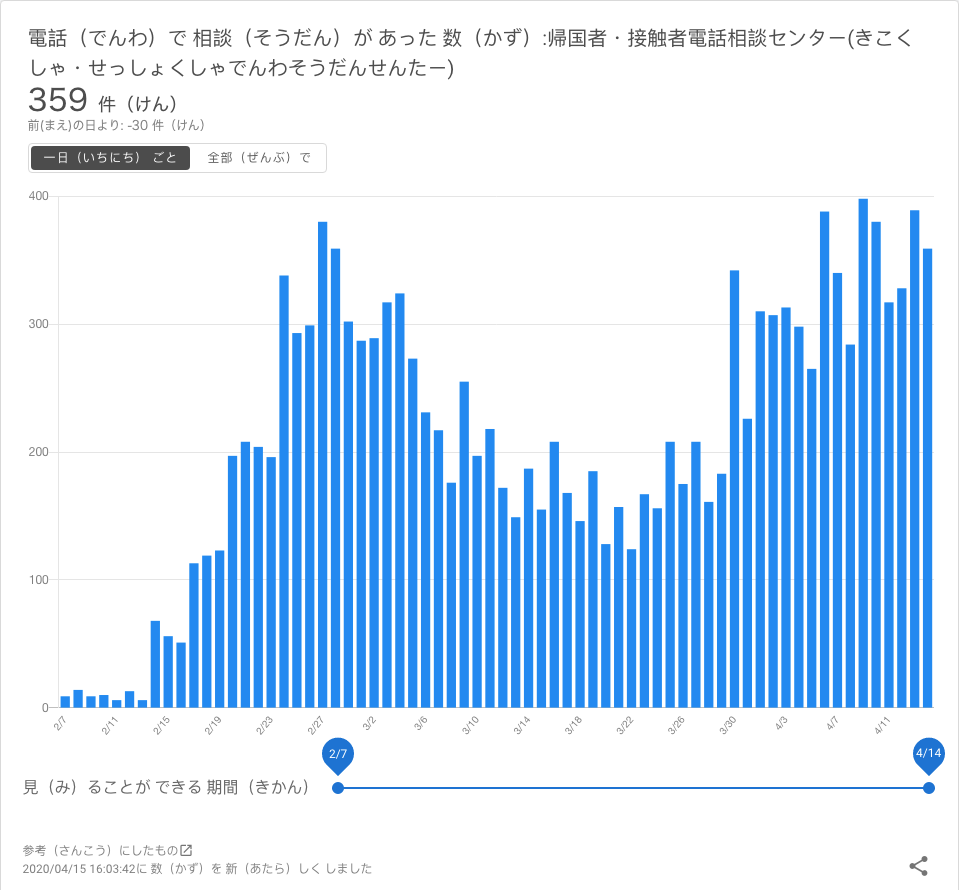 電話（でんわ）で 相談（そうだん）が あった 数（かず）:帰国者・接触者電話相談センター(きこく
しゃ・せっしょくしゃでんわそうだんせんたー)
359 件（けん）
前(まえ)の日より: -30 件（けん）
一日（いちにち） ごと 全部（ぜんぶ）で
400
300
200
100
0
2/7 2/11 2/15 2/19 2/23 2/27 3/2 3/6 3/10 3/14 3/18 3/22 3/26 3/30 4/3 4/7 4/11
2/7 4/14
見（み）ることが できる 期間（きかん）
参考（さんこう）にしたもの
2020/04/15 16:03:42に 数（かず）を 新（あたら）しく しました